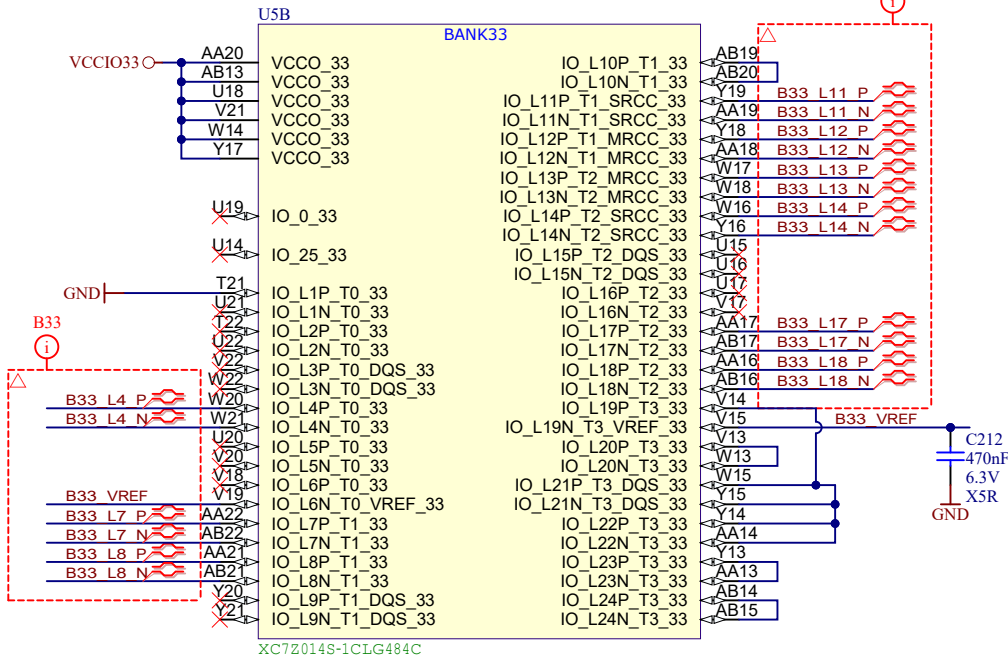 U5B
BANK33
VCCIO33
AA20 VCCO_33
AB13 VCCO_33
U18 VCCO_33
V21 VCCO_33
W14 VCCO_33
Y17 VCCO_33
U19 IO_0_33
U14 IO_25_33
GND T21 IO_L1P_T0_33
U21 IO_L1N_T0_33
T22 IO_L2P_T0_33
U22 IO_L2N_T0_33
V22 IO_L3P_T0_DQS_33
W22 IO_L3N_T0_DQS_33
B33
i
B33_L4_P W20 IO_L4P_T0_33
B33_L4_N W21 IO_L4N_T0_33
U20 IO_L5P_T0_33
V20 IO_L5N_T0_33
V18 IO_L6P_T0_33
B33_VREF V19 IO_L6N_T0_VREF_33
B33_L7_P AA22 IO_L7P_T1_33
B33_L7_N AB22 IO_L7N_T1_33
B33_L8_P AA21 IO_L8P_T1_33
B33_L8_N AB21 IO_L8N_T1_33
Y20 IO_L9P_T1_DQS_33
Y21 IO_L9N_T1_DQS_33
i
IO_L10P_T1_33 AB19
IO_L10N_T1_33 AB20
IO_L11P_T1_SRCC_33 Y19 B33_L11_P
IO_L11N_T1_SRCC_33 AA19 B33_L11_N
IO_L12P_T1_MRCC_33 Y18 B33_L12_P
IO_L12N_T1_MRCC_33 AA18 B33_L12_N
IO_L13P_T2_MRCC_33 W17 B33_L13_P
IO_L13N_T2_MRCC_33 W18 B33_L13_N
IO_L14P_T2_SRCC_33 W16 B33_L14_P
IO_L14N_T2_SRCC_33 Y16 B33_L14_N
IO_L15P_T2_DQS_33 U15
IO_L15N_T2_DQS_33 U16
IO_L16P_T2_33 U17
IO_L16N_T2_33 V17
IO_L17P_T2_33 AA17 B33_L17_P
IO_L17N_T2_33 AB17 B33_L17_N
IO_L18P_T2_33 AA16 B33_L18_P
IO_L18N_T2_33 AB16 B33_L18_N
IO_L19P_T3_33 V14
IO_L19N_T3_VREF_33 V15 B33_VREF
IO_L20P_T3_33 V13
IO_L20N_T3_33 W13
IO_L21P_T3_DQS_33 W15
IO_L21N_T3_DQS_33 Y15
IO_L22P_T3_33 Y14
IO_L22N_T3_33 AA14
IO_L23P_T3_33 Y13
IO_L23N_T3_33 AA13
IO_L24P_T3_33 AB14
IO_L24N_T3_33 AB15
C212
470nF
6.3V
X5R
GND
XC7Z014S-1CLG484C